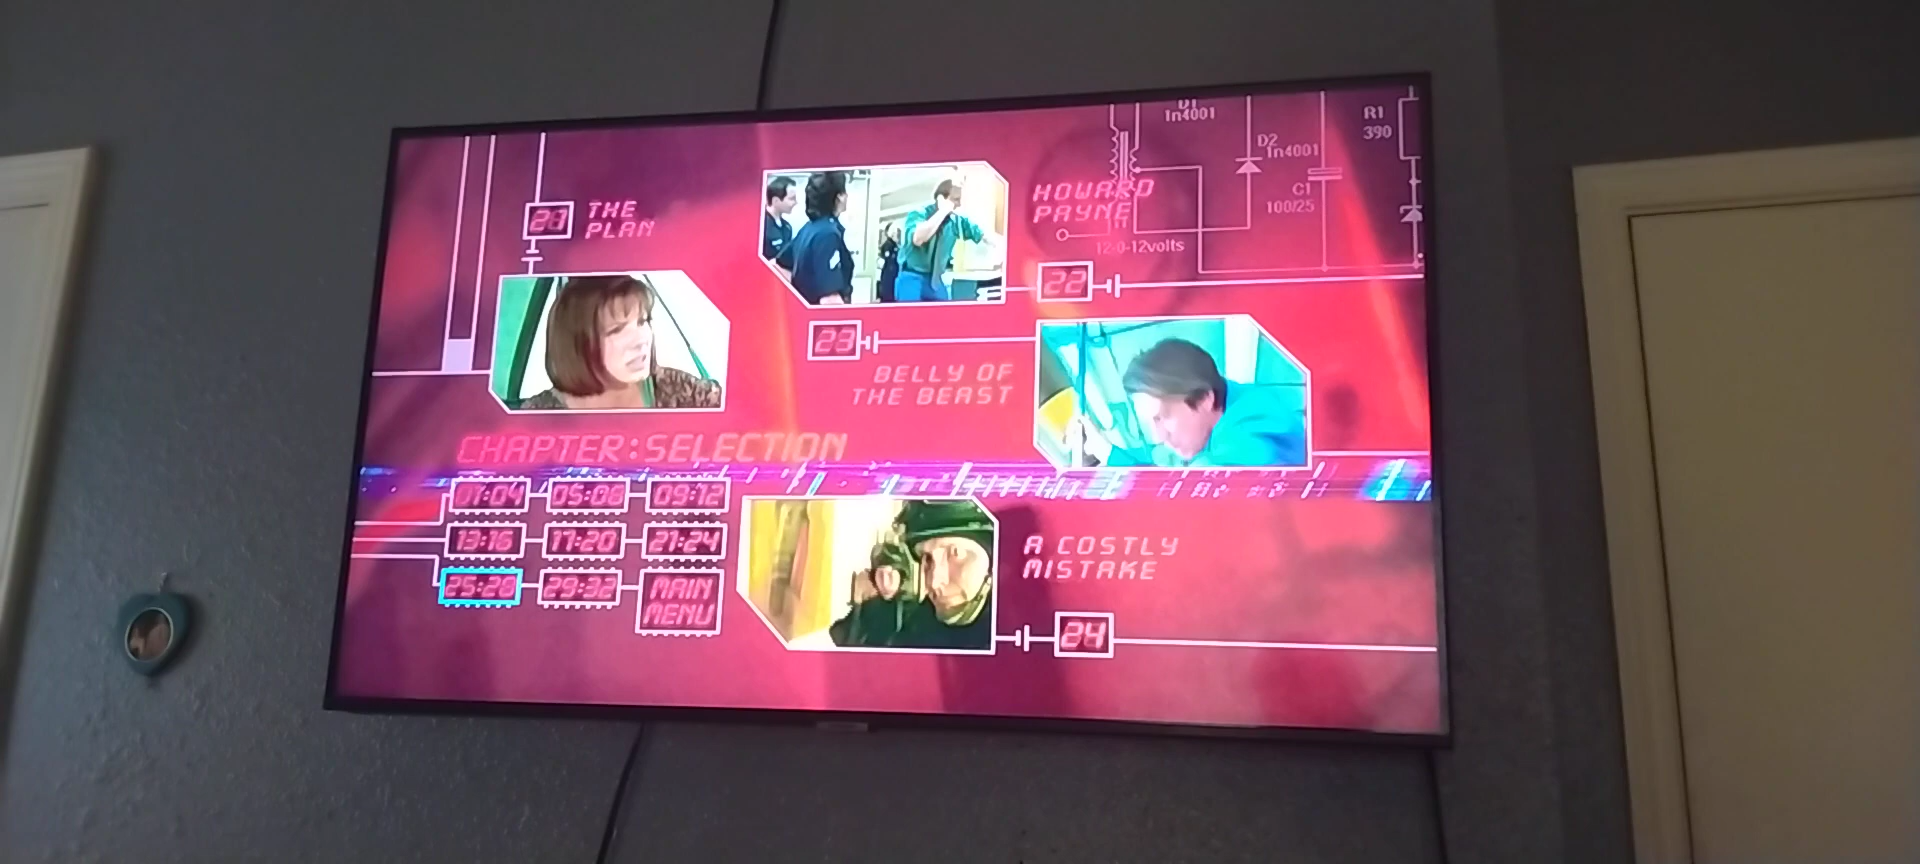 D1
1n4001
R1
390
D2
1n4001
C1
100/25
21
THE
PLAN
HOWARD
PAYNE
12-0-12volts
22
23
BELLY OF
THE BEAST
CHAPTER:SELECTION
01:04 05:08 09:12
13:16 17:20 21:24
25:28 29:32 MAIN
MENU
A COSTLY
MISTAKE
24